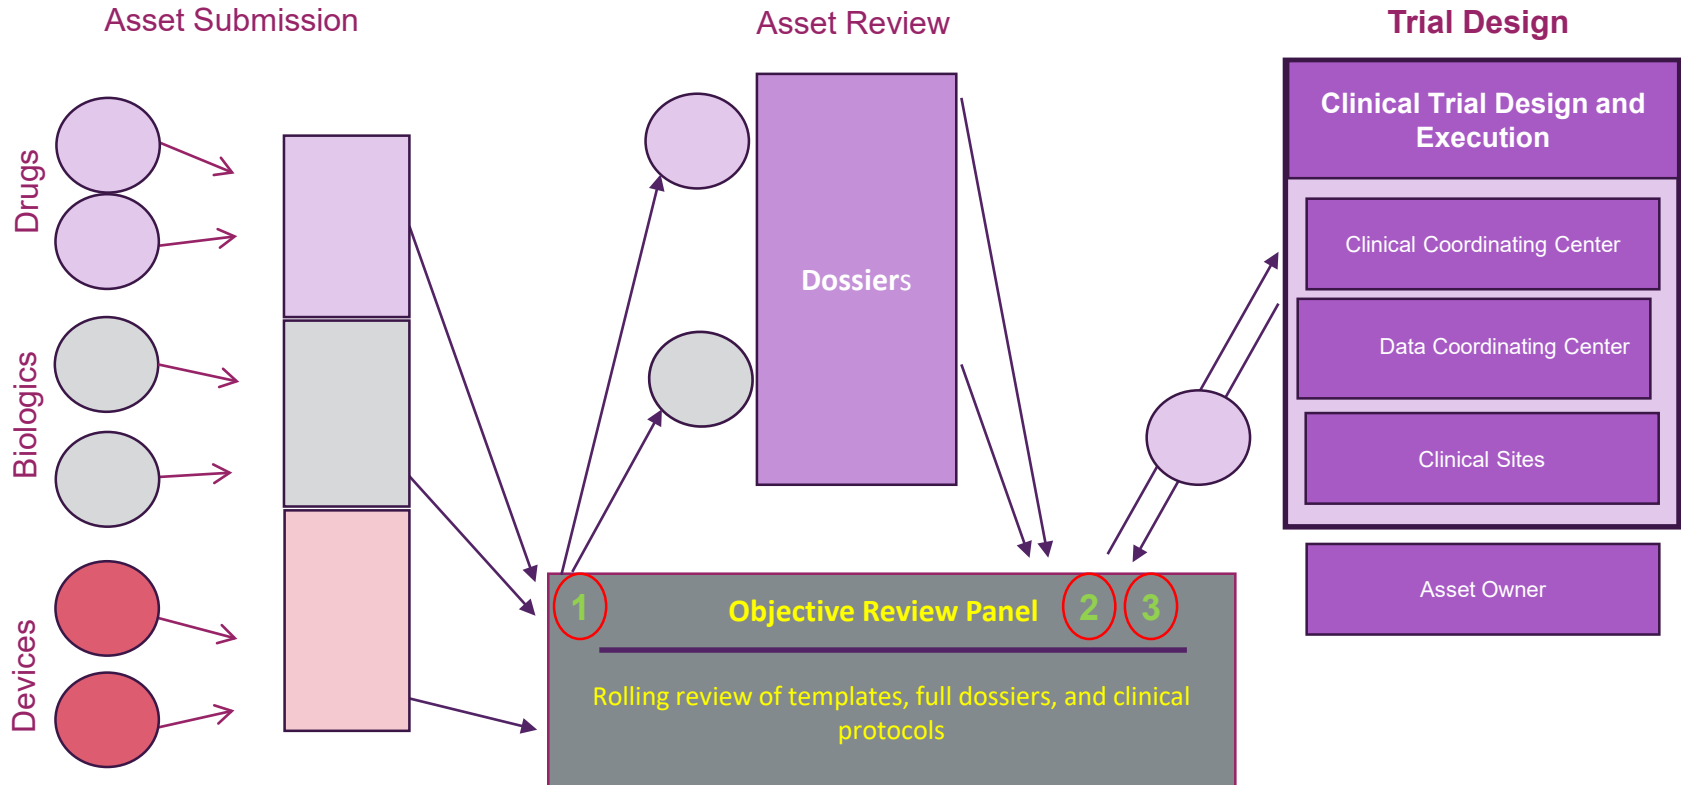 Asset Submission
Asset Review
Trial Design
Drugs
Biologics
Devices
Dossiers
Clinical Trial Design and
Execution
Clinical Coordinating Center
Data Coordinating Center
Clinical Sites
Asset Owner
1
Objective Review Panel
2
3
Rolling review of templates, full dossiers, and clinical
protocols